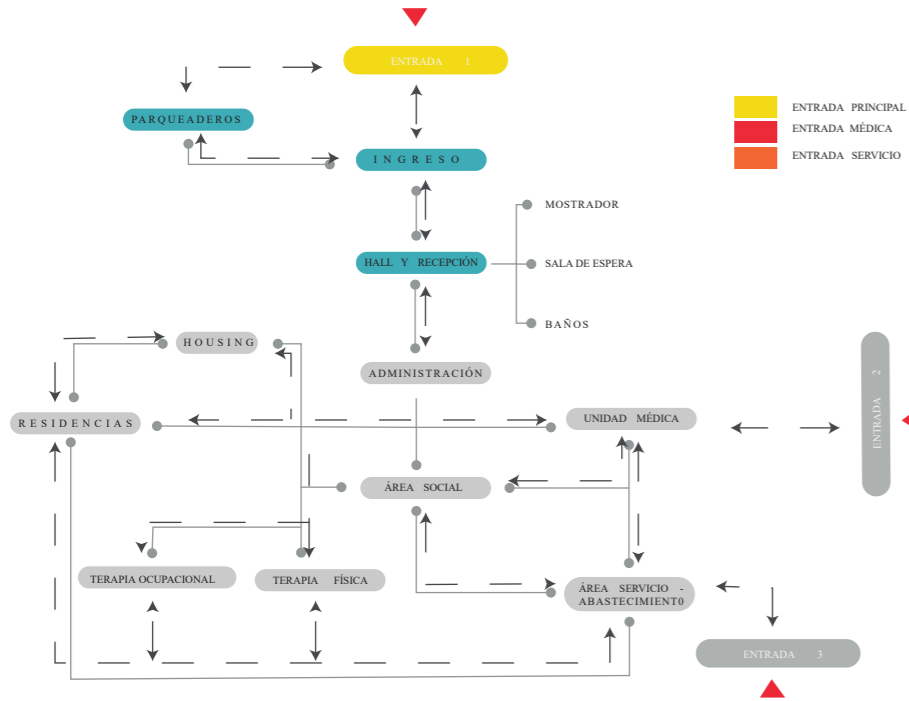 ENTRADA 1
PARQUEADEROS
ENTRADA PRINCIPAL
ENTRADA MÉDICA
ENTRADA SERVICIO
INGRESO
MOSTRADOR
HALL Y RECEPCIÓN
SALA DE ESPERA
BAÑOS
HOUSING
ADMINISTRACIÓN
RESIDENCIAS
UNIDAD MÉDICA
ENTRADA 2
ÁREA SOCIAL
TERAPIA OCUPACIONAL
TERAPIA FÍSICA
ÁREA SERVICIO -
ABASTECIMIENT0
ENTRADA 3